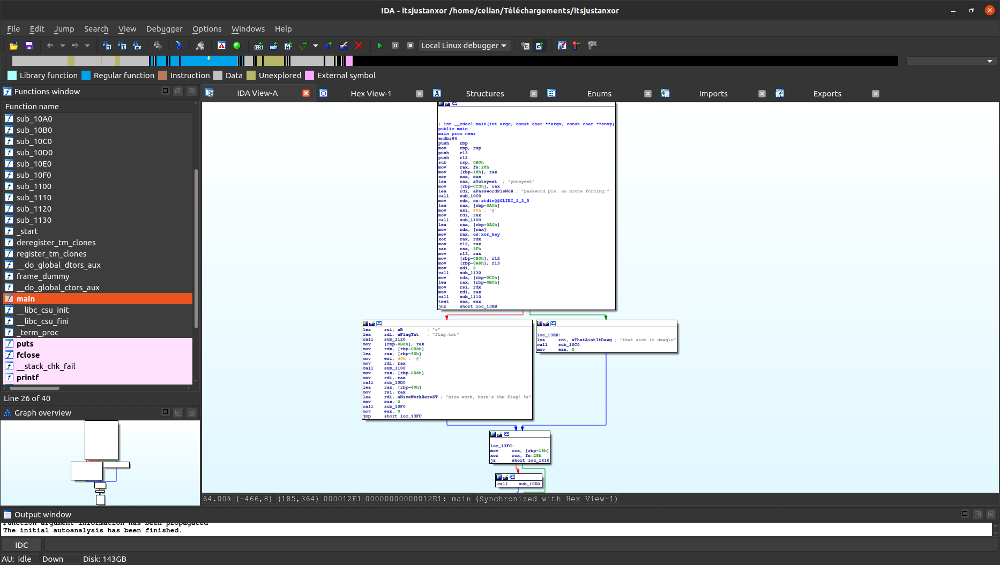 IDA - itsjustanxor /home/celian/Téléchargements/itsjustanxor
File Edit Jump Search View Debugger Options Windows Help
Local Linux debugger
Library function Regular function Instruction Data Unexplored External symbol
Functions window
IDA View-A Hex View-1 Structures Enums Imports Exports
Function name
sub_10A0
sub_10B0
sub_10C0
sub_10D0
sub_10E0
sub_10F0
sub_1100
sub_1110
sub_1120
sub_1130
_start
deregister_tm_clones
register_tm_clones
__do_global_dtors_aux
frame_dummy
__do_global_ctors_aux
main
__libc_csu_init
__libc_csu_fini
_term_proc
puts
fclose
__stack_chk_fail
printf
Line 26 of 40
Graph overview
; int __cdecl main(int argc, const char **argv, const char **envp)
public main
main proc near
endbr64
push rbp
mov rbp, rsp
push r13
push r12
sub rsp, 0B0h
mov rax, fs:28h
mov [rbp-18h], rax
xor eax, eax
lea rax, aYoteyeet ; "yoteyeet"
mov [rbp-0C0h], rax
lea rdi, aPasswordPlsNoB ; "password pls, no brute forcing:"
call sub_10C0
mov rdx, cs:stdin@@GLIBC_2_2_5
lea rax, [rbp-0A0h]
mov esi, 40h ; '@'
mov rdi, rax
call sub_1100
lea rax, [rbp-0A0h]
mov rdx, [rax]
mov rax, cs:xor_key
xor rax, rdx
mov r12, rax
sar rax, 3Fh
mov r13, rax
mov [rbp-0B0h], r12
mov [rbp-0A8h], r13
mov edi, 2
call sub_1130
mov rdx, [rbp-0C0h]
lea rax, [rbp-0B0h]
mov rsi, rdx
mov rdi, rax
call sub_1110
test eax, eax
jnz short loc_13EB
lea rsi, aR ; "r"
lea rdi, aFlagTxt ; "flag.txt"
call sub_1120
mov [rbp-0B8h], rax
mov rdx, [rbp-0B8h]
lea rax, [rbp-60h]
mov esi, 40h ; '@'
mov rdi, rax
call sub_1100
mov rax, [rbp-0B8h]
mov rdi, rax
call sub_10D0
lea rax, [rbp-60h]
mov rsi, rax
lea rdi, aNiceWorkHereST ; "nice work, here's the flag! %s"
mov eax, 0
call sub_10F0
mov eax, 0
jmp short loc_13FC
loc_13EB:
lea rdi, aThatAintItDawg ; "that aint it dawg\n"
call sub_10C0
mov eax, 0
loc_13FC:
mov rcx, [rbp-18h]
xor rcx, fs:28h
jz short loc_1410
call sub_10E0
64.00% (-466,8) (185,364) 000012E1 00000000000012E1: main (Synchronized with Hex View-1)
Output window
Function argument information has been propagated
The initial autoanalysis has been finished.
IDC
AU: idle Down Disk: 143GB